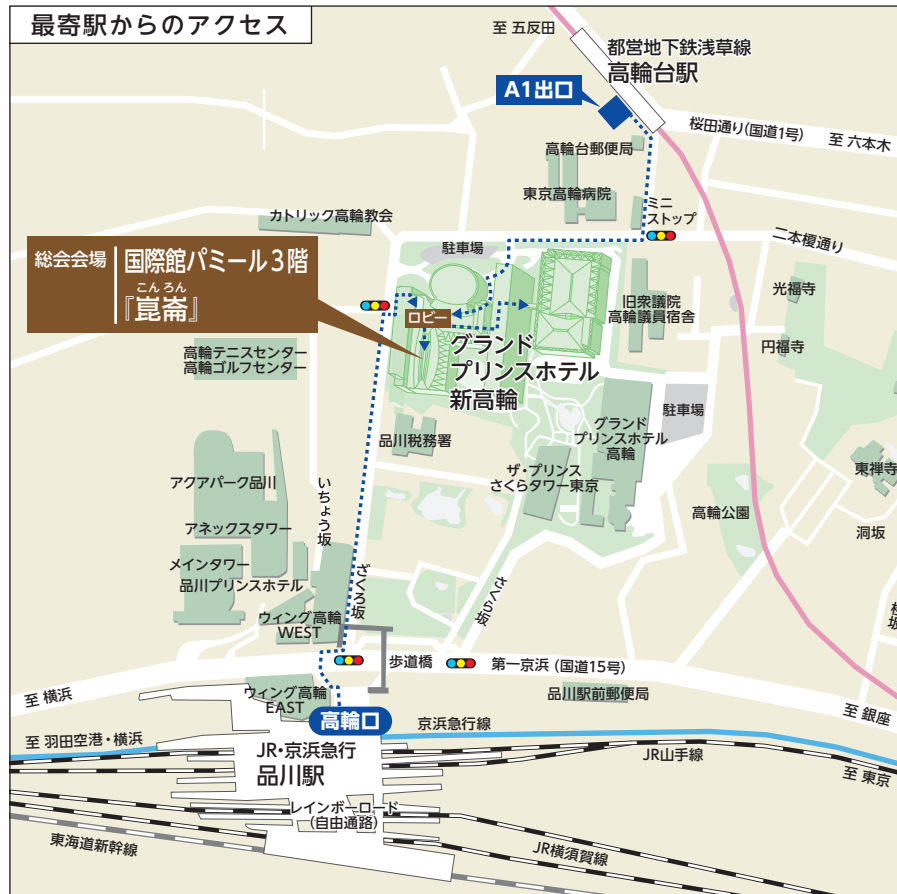 最寄駅からのアクセス
至 五反田
都営地下鉄浅草線
高輪台駅
A1出口
桜田通り(国道1号)
至 六本木
高輪台郵便局
東京高輪病院
ミニ
ストップ
カトリック高輪教会
駐車場
二本榎通り
総会会場
国際館パミール3階
こんろん
『崑崙』
ロビー
旧衆議院
高輪議員宿舎
光福寺
円福寺
高輪テニスセンター
高輪ゴルフセンター
グランド
プリンスホテル
新高輪
駐車場
グランド
プリンスホテル
高輪
品川税務署
ザ・プリンス
さくらタワー東京
東禅寺
アクアパーク品川
いちょう坂
高輪公園
洞坂
アネックスタワー
メインタワー
品川プリンスホテル
ざくろ坂
さくら坂
ウィング高輪
WEST
歩道橋
第一京浜(国道15号)
至 横浜
ウィング高輪
EAST
品川駅前郵便局
至 銀座
高輪口
京浜急行線
至 羽田空港・横浜
JR・京浜急行
品川駅
JR山手線
至 東京
レインボーロード
(自由通路)
東海道新幹線
JR横須賀線